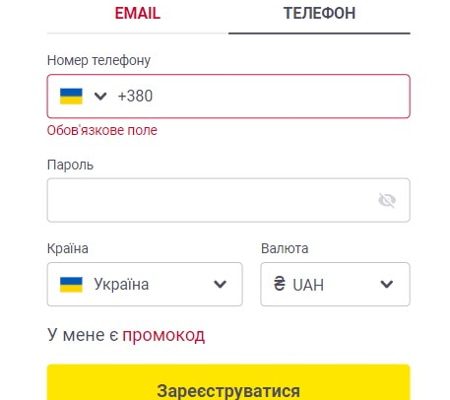 EMAIL ТЕЛЕФОН
Номер телефону
+380
Обов'язкове поле
Пароль
Країна Валюта
Україна ₴ UAH
У мене є промокод
Зареєструватися